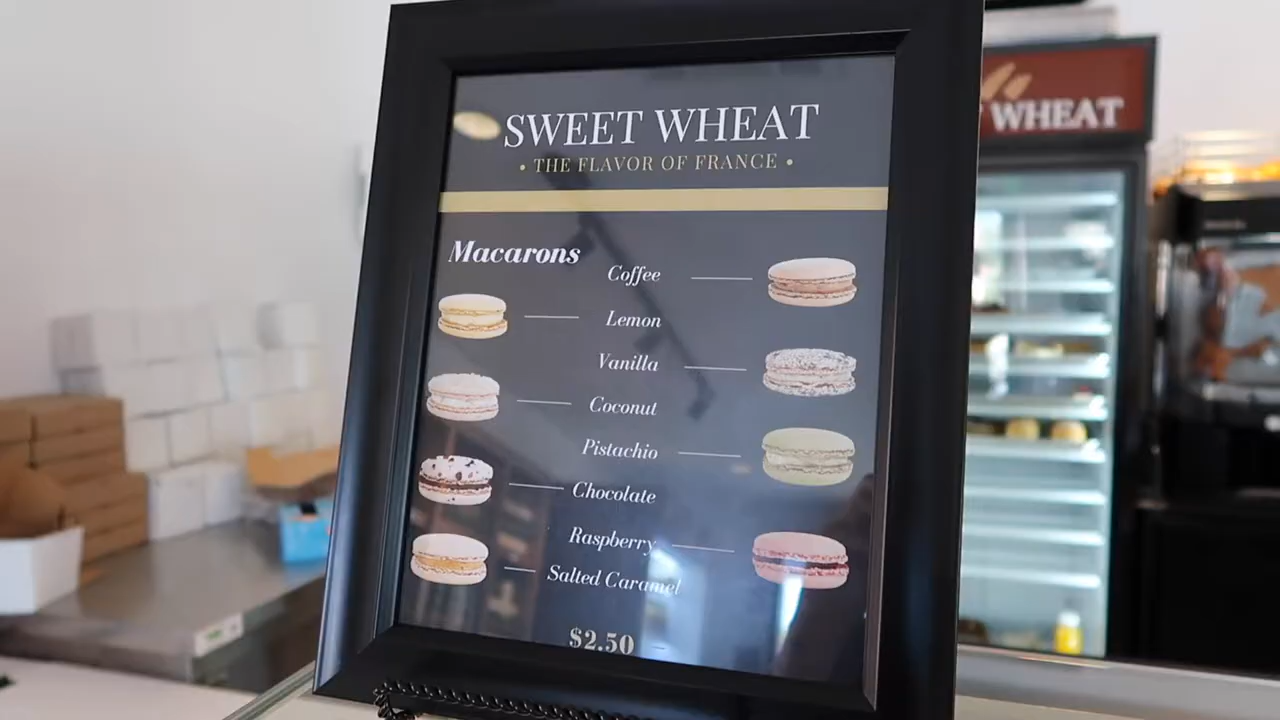 SWEET WHEAT
• THE FLAVOR OF FRANCE •
Macarons
Coffee
Lemon
Vanilla
Coconut
Pistachio
Chocolate
Raspberry
Salted Caramel
$2.50
WHEAT